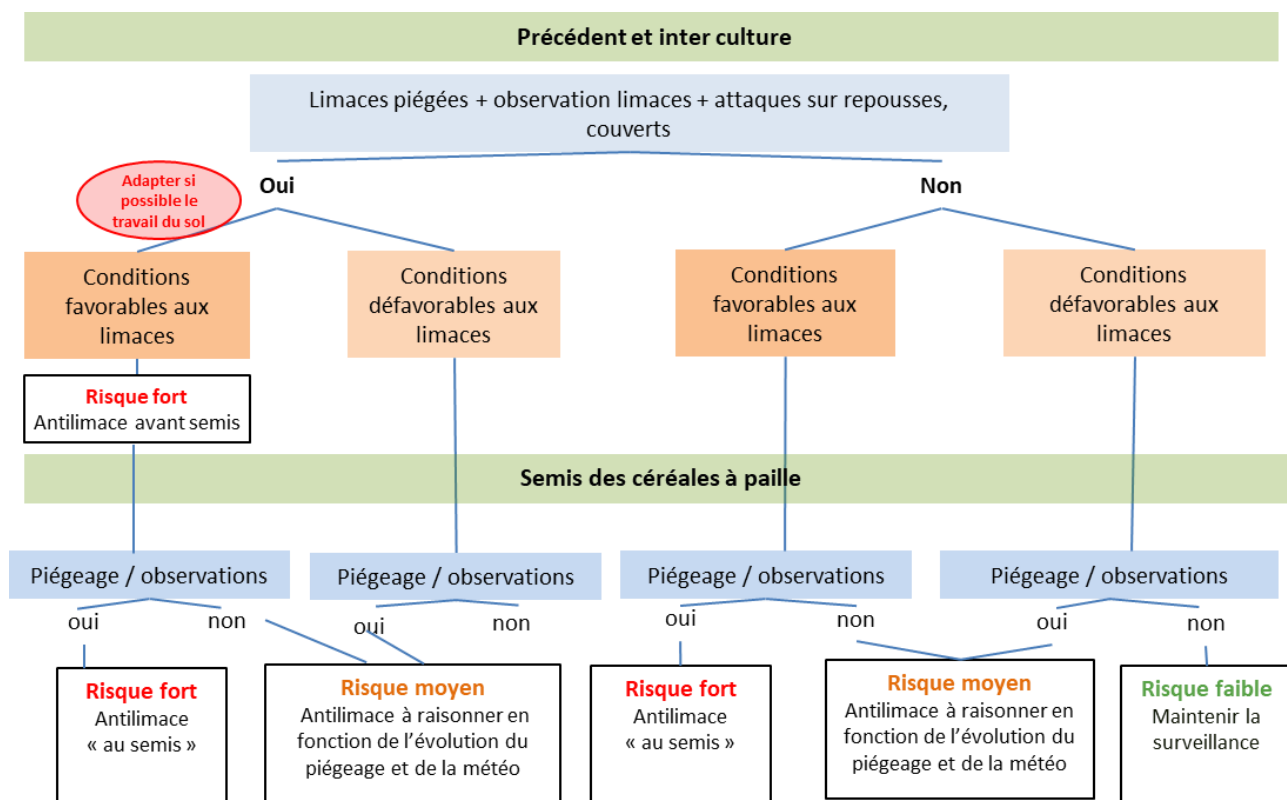 Précédent et inter culture
Limaces piégées + observation limaces + attaques sur repousses,
couverts
Adapter si
possible le
travail du sol
Oui
Non
Conditions
favorables aux
limaces
Conditions
défavorables aux
limaces
Conditions
favorables aux
limaces
Conditions
défavorables aux
limaces
Risque fort
Antilimace avant semis
Semis des céréales à paille
Piégeage / observations
Piégeage / observations
Piégeage / observations
Piégeage / observations
oui
non
oui
non
oui
non
oui
non
Risque fort
Antilimace
« au semis »
Risque moyen
Antilimace à raisonner en
fonction de l’évolution du
piégeage et de la météo
Risque fort
Antilimace
« au semis »
Risque moyen
Antilimace à raisonner en
fonction de l’évolution du
piégeage et de la météo
Risque faible
Maintenir la
surveillance